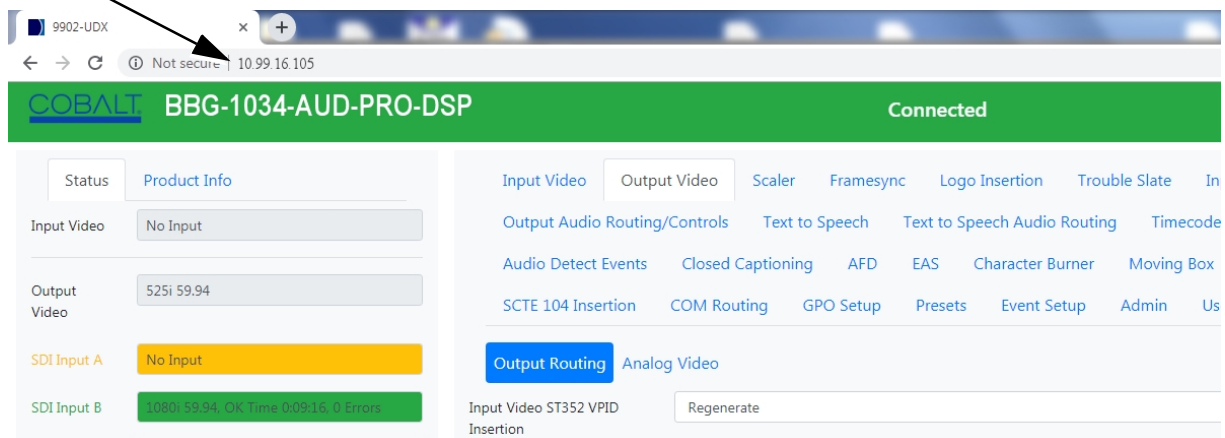 9902-UDX
Not secure | 10.99.16.105
COBALT BBG-1034-AUD-PRO-DSP Connected
Status Product Info
Input Video No Input
Output Video 525i 59.94
SDI Input A No Input
SDI Input B 1080i 59.94, OK Time 0:09:16, 0 Errors
Input Video Output Video Scaler Framesync Logo Insertion Trouble Slate In
Output Audio Routing/Controls Text to Speech Text to Speech Audio Routing Timecode
Audio Detect Events Closed Captioning AFD EAS Character Burner Moving Box
SCTE 104 Insertion COM Routing GPO Setup Presets Event Setup Admin Us
Output Routing Analog Video
Input Video ST352 VPID Insertion Regenerate